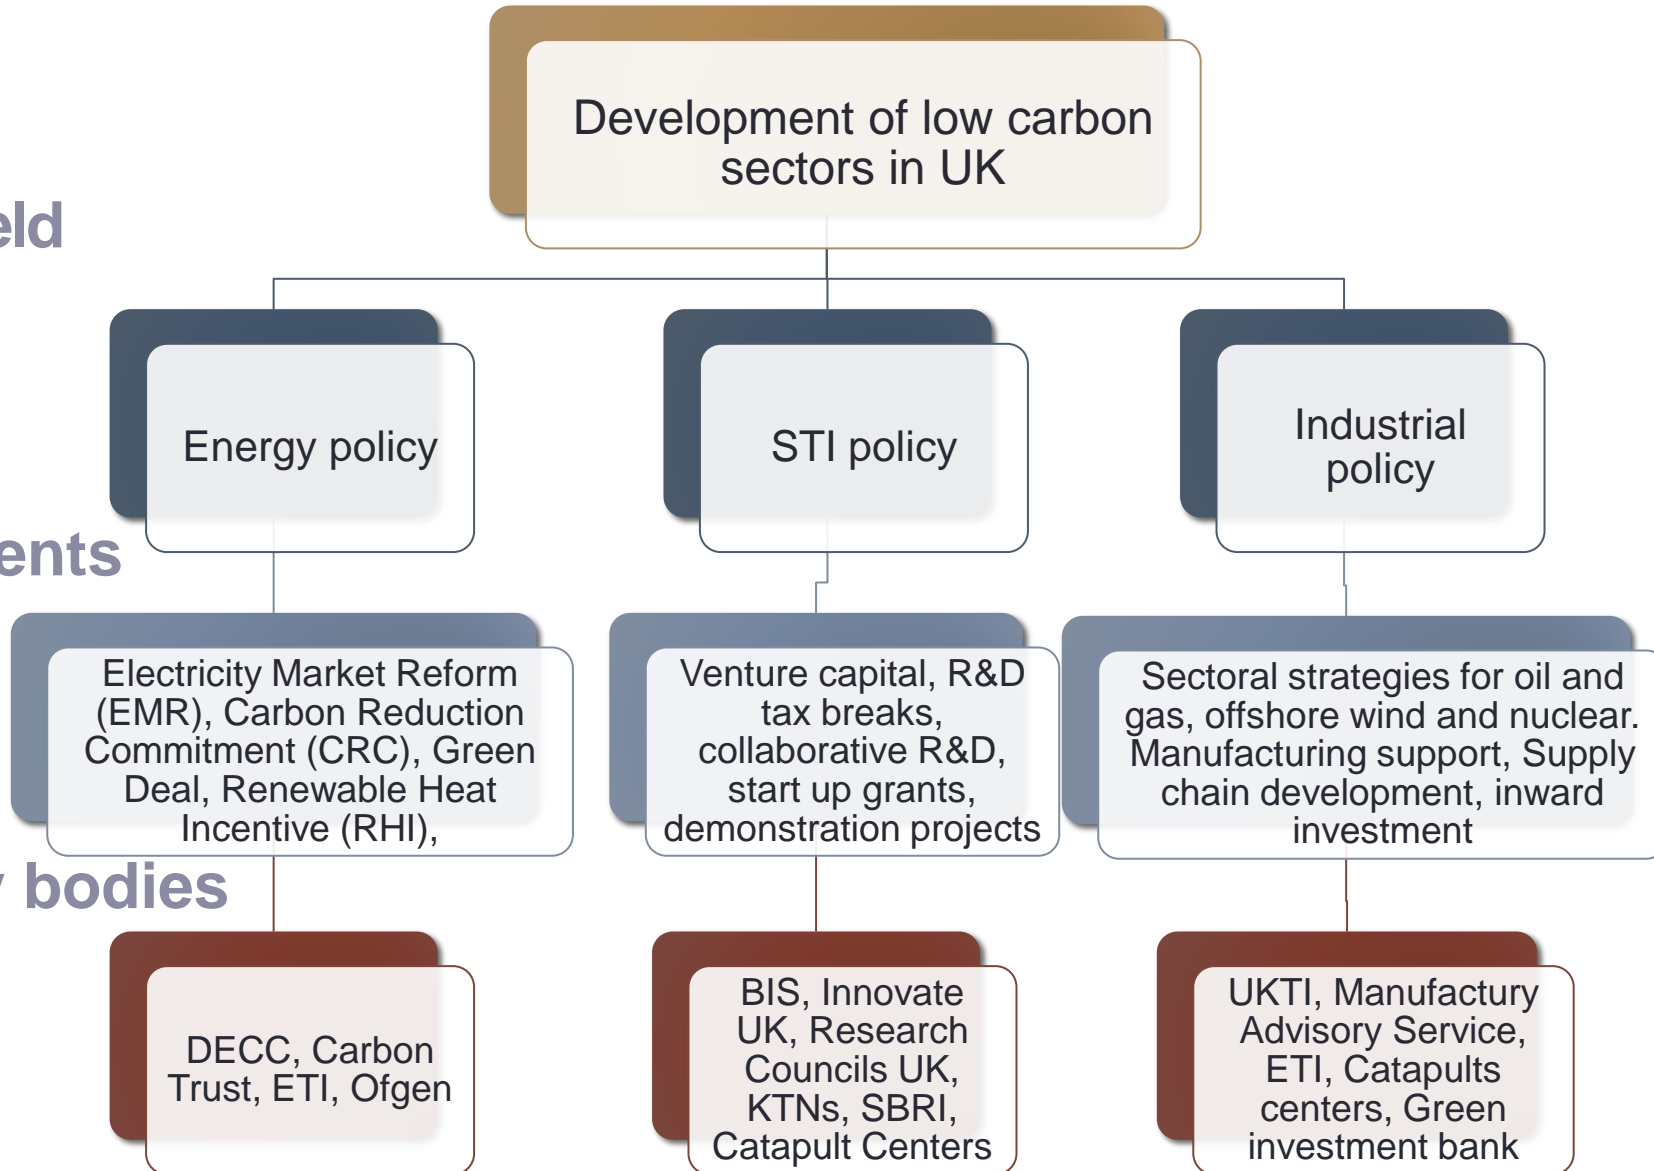 Development of low carbon
sectors in UK
eld
Energy policy
STI policy
Industrial
policy
ents
Electricity Market Reform
(EMR), Carbon Reduction
Commitment (CRC), Green
Deal, Renewable Heat
Incentive (RHI),
Venture capital, R&D
tax breaks,
collaborative R&D,
start up grants,
demonstration projects
Sectoral strategies for oil and
gas, offshore wind and nuclear.
Manufacturing support, Supply
chain development, inward
investment
bodies
DECC, Carbon
Trust, ETI, Ofgen
BIS, Innovate
UK, Research
Councils UK,
KTNs, SBRI,
Catapult Centers
UKTI, Manufactury
Advisory Service,
ETI, Catapults
centers, Green
investment bank